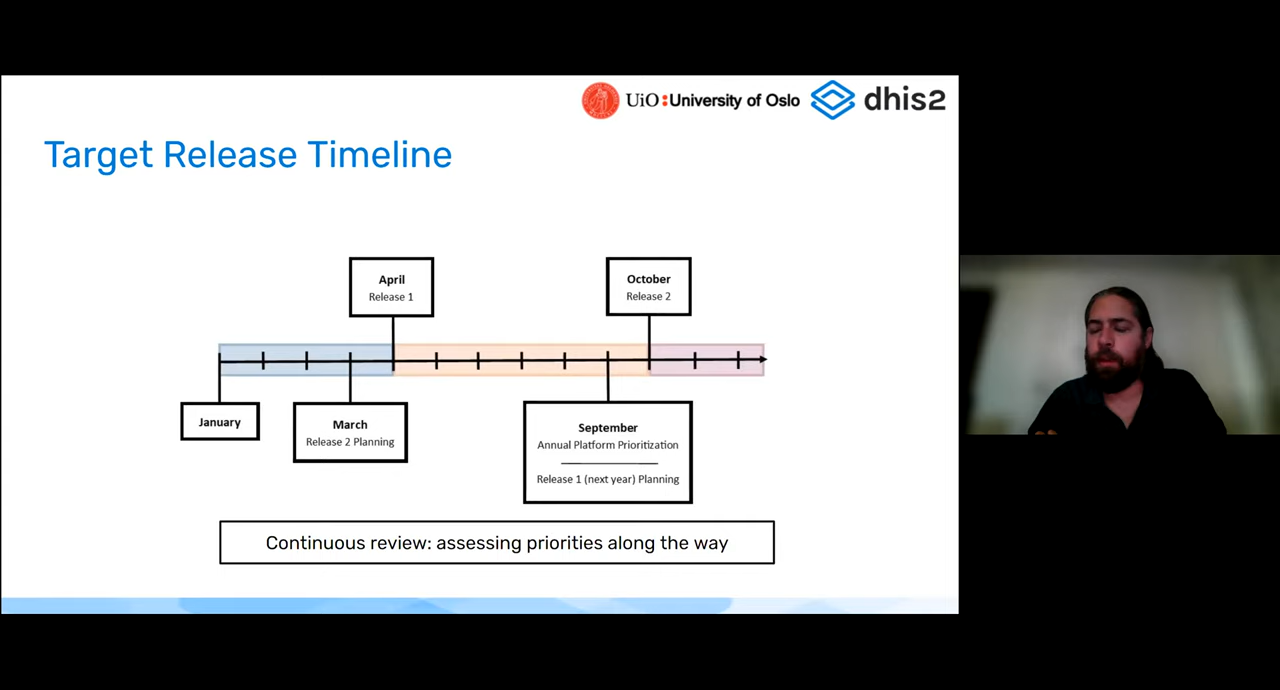 UiO:University of Oslo
dhis2
Target Release Timeline
April
Release 1
October
Release 2
January
March
Release 2 Planning
September
Annual Platform Prioritization
Release 1 (next year) Planning
Continuous review: assessing priorities along the way